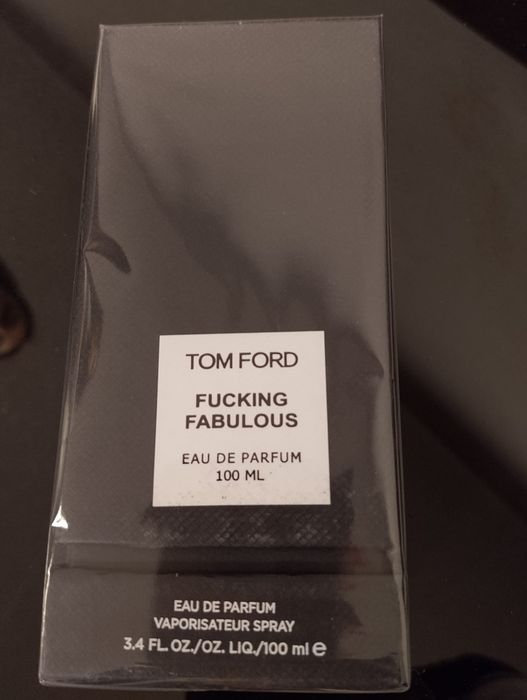 TOM FORD
FUCKING
FABULOUS
EAU DE PARFUM
100 ML
EAU DE PARFUM
VAPORISATEUR SPRAY
3.4 FL. OZ./OZ. LIQ./100 ml ℮